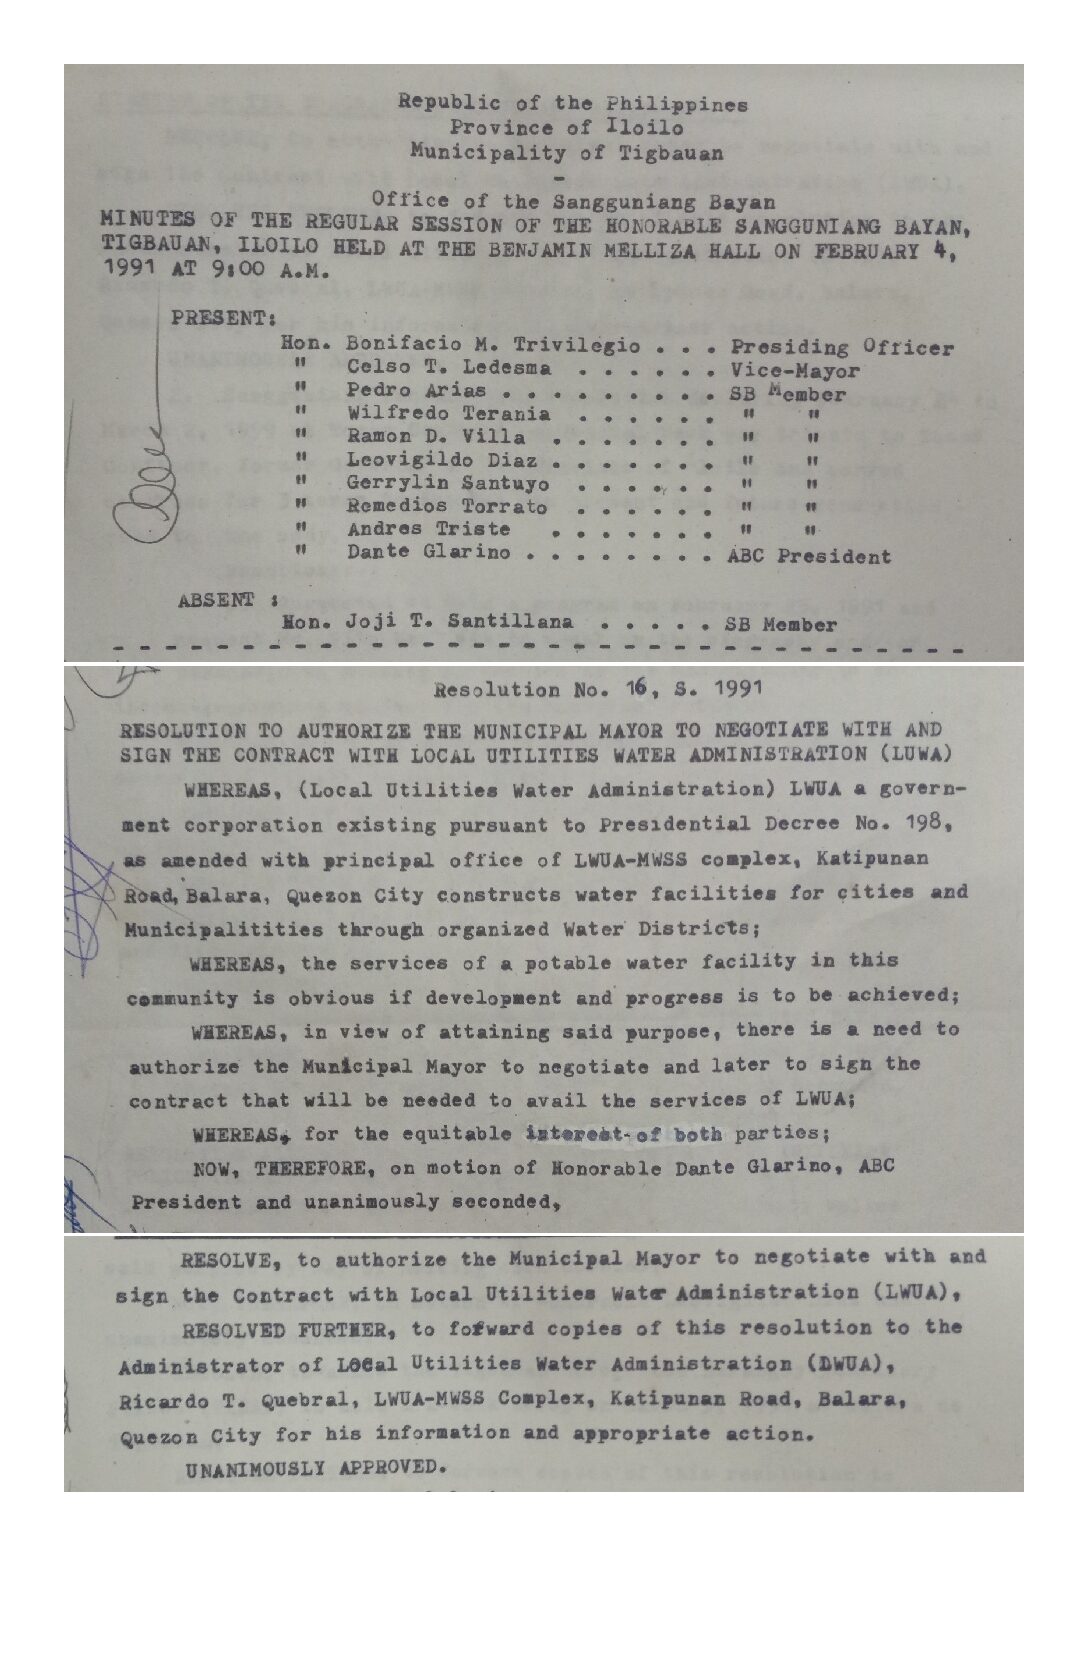 Republic of the Philippines
Province of Iloilo
Municipality of Tigbauan
-
Office of the Sangguniang Bayan
MINUTES OF THE REGULAR SESSION OF THE HONORABLE SANGGUNIANG BAYAN,
TIGBAUAN, ILOILO HELD AT THE BENJAMIN MELLIZA HALL ON FEBRUARY 4,
1991 AT 9:00 A.M.
PRESENT:
Hon. Bonifacio M. Trivilegio . . . Presiding Officer
" Celso T. Ledesma . . . . . . Vice-Mayor
" Pedro Arias . . . . . . . . . SB Member
" Wilfredo Terania . . . . . . " "
" Ramon D. Villa . . . . . . . " "
" Leovigildo Diaz . . . . . . . " "
" Gerrylin Santuyo . . . . . . " "
" Remedios Torrato . . . . . . " "
" Andres Triste . . . . . . . " "
" Dante Glarino . . . . . . . . ABC President
ABSENT :
Hon. Joji T. Santillana . . . . . SB Member
- - - - - - - - - - - - - - - - - - - - - - - - - - - - - - - - -
Resolution No. 16, S. 1991
RESOLUTION TO AUTHORIZE THE MUNICIPAL MAYOR TO NEGOTIATE WITH AND
SIGN THE CONTRACT WITH LOCAL UTILITIES WATER ADMINISTRATION (LUWA)
WHEREAS, (Local Utilities Water Administration) LWUA a govern-
ment corporation existing pursuant to Presidential Decree No. 198,
as amended with principal office of LWUA-MWSS complex, Katipunan
Road, Balara, Quezon City constructs water facilities for cities and
Municipalitities through organized Water Districts;
WHEREAS, the services of a potable water facility in this
community is obvious if development and progress is to be achieved;
WHEREAS, in view of attaining said purpose, there is a need to
authorize the Municipal Mayor to negotiate and later to sign the
contract that will be needed to avail the services of LWUA;
WHEREAS, for the equitable interest of both parties;
NOW, THEREFORE, on motion of Honorable Dante Glarino, ABC
President and unanimously seconded,
RESOLVE, to authorize the Municipal Mayor to negotiate with and
sign the Contract with Local Utilities Water Administration (LWUA),
RESOLVED FURTHER, to forward copies of this resolution to the
Administrator of Local Utilities Water Administration (LWUA),
Ricardo T. Quebral, LWUA-MWSS Complex, Katipunan Road, Balara,
Quezon City for his information and appropriate action.
UNANIMOUSLY APPROVED.